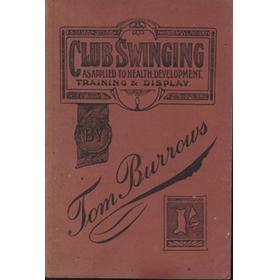 CLUB SWINGING
AS APPLIED TO HEALTH, DEVELOPMENT,
TRAINING & DISPLAY.
BY
Tom Burrows
1/-